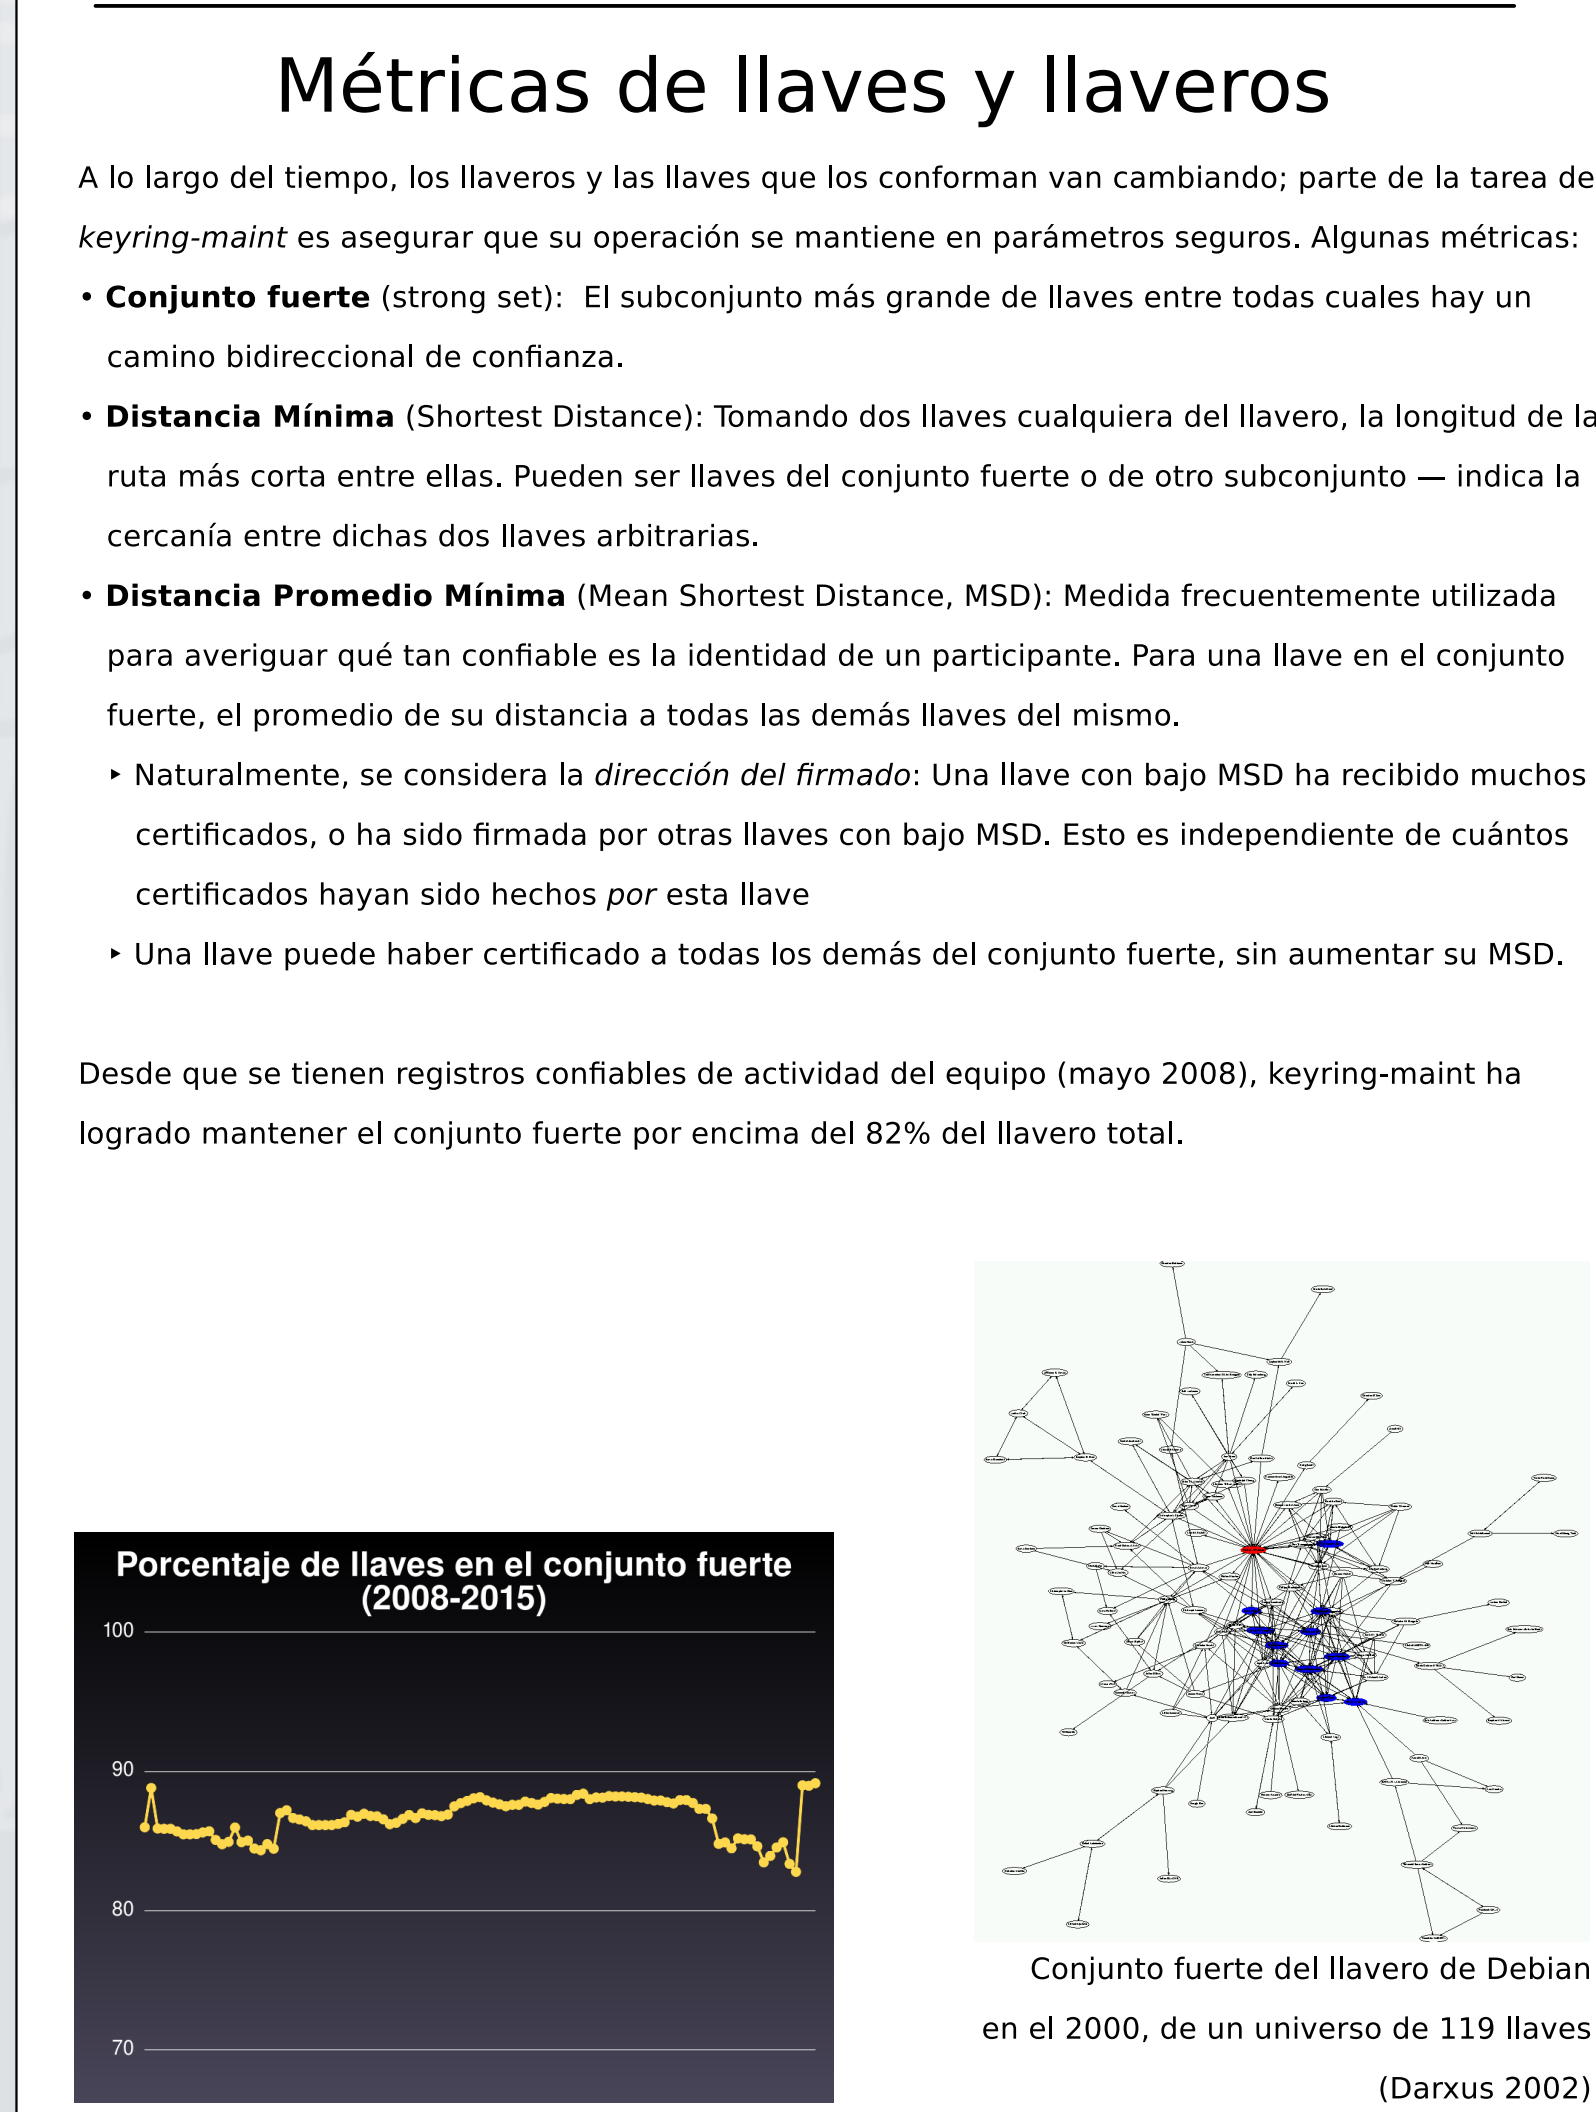 Métricas de llaves y llaveros
A lo largo del tiempo, los llaveros y las llaves que los conforman van cambiando; parte de la tarea de
keyring-maint es asegurar que su operación se mantiene en parámetros seguros. Algunas métricas:
• Conjunto fuerte (strong set): El subconjunto más grande de llaves entre todas cuales hay un
camino bidireccional de confianza.
• Distancia Mínima (Shortest Distance): Tomando dos llaves cualquiera del llavero, la longitud de la
ruta más corta entre ellas. Pueden ser llaves del conjunto fuerte o de otro subconjunto — indica la
cercanía entre dichas dos llaves arbitrarias.
• Distancia Promedio Mínima (Mean Shortest Distance, MSD): Medida frecuentemente utilizada
para averiguar qué tan confiable es la identidad de un participante. Para una llave en el conjunto
fuerte, el promedio de su distancia a todas las demás llaves del mismo.
‣ Naturalmente, se considera la dirección del firmado: Una llave con bajo MSD ha recibido muchos
certificados, o ha sido firmada por otras llaves con bajo MSD. Esto es independiente de cuántos
certificados hayan sido hechos por esta llave
‣ Una llave puede haber certificado a todas los demás del conjunto fuerte, sin aumentar su MSD.
Desde que se tienen registros confiables de actividad del equipo (mayo 2008), keyring-maint ha
logrado mantener el conjunto fuerte por encima del 82% del llavero total.
Porcentaje de llaves en el conjunto fuerte
(2008-2015)
100
90
80
70
Conjunto fuerte del llavero de Debian
en el 2000, de un universo de 119 llaves
(Darxus 2002)